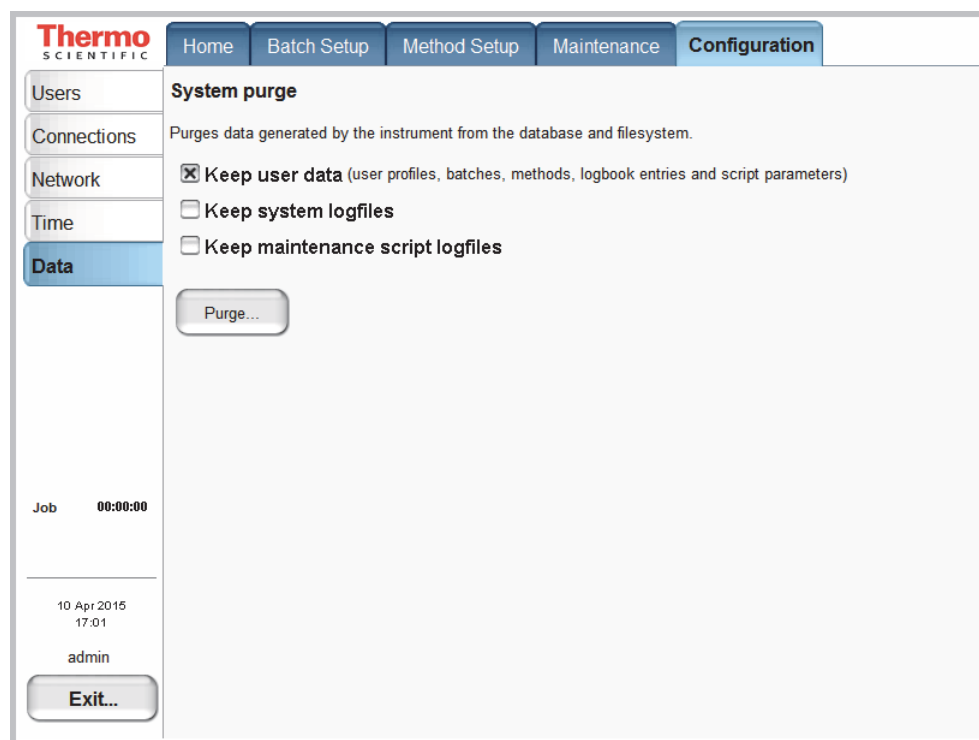 Thermo
SCIENTIFIC
Home
Batch Setup
Method Setup
Maintenance
Configuration
Users
Connections
Network
Time
Data
System purge
Purges data generated by the instrument from the database and filesystem.
Keep user data (user profiles, batches, methods, logbook entries and script parameters)
Keep system logfiles
Keep maintenance script logfiles
Purge...
Job 00:00:00
10 Apr 2015
17:01
admin
Exit...